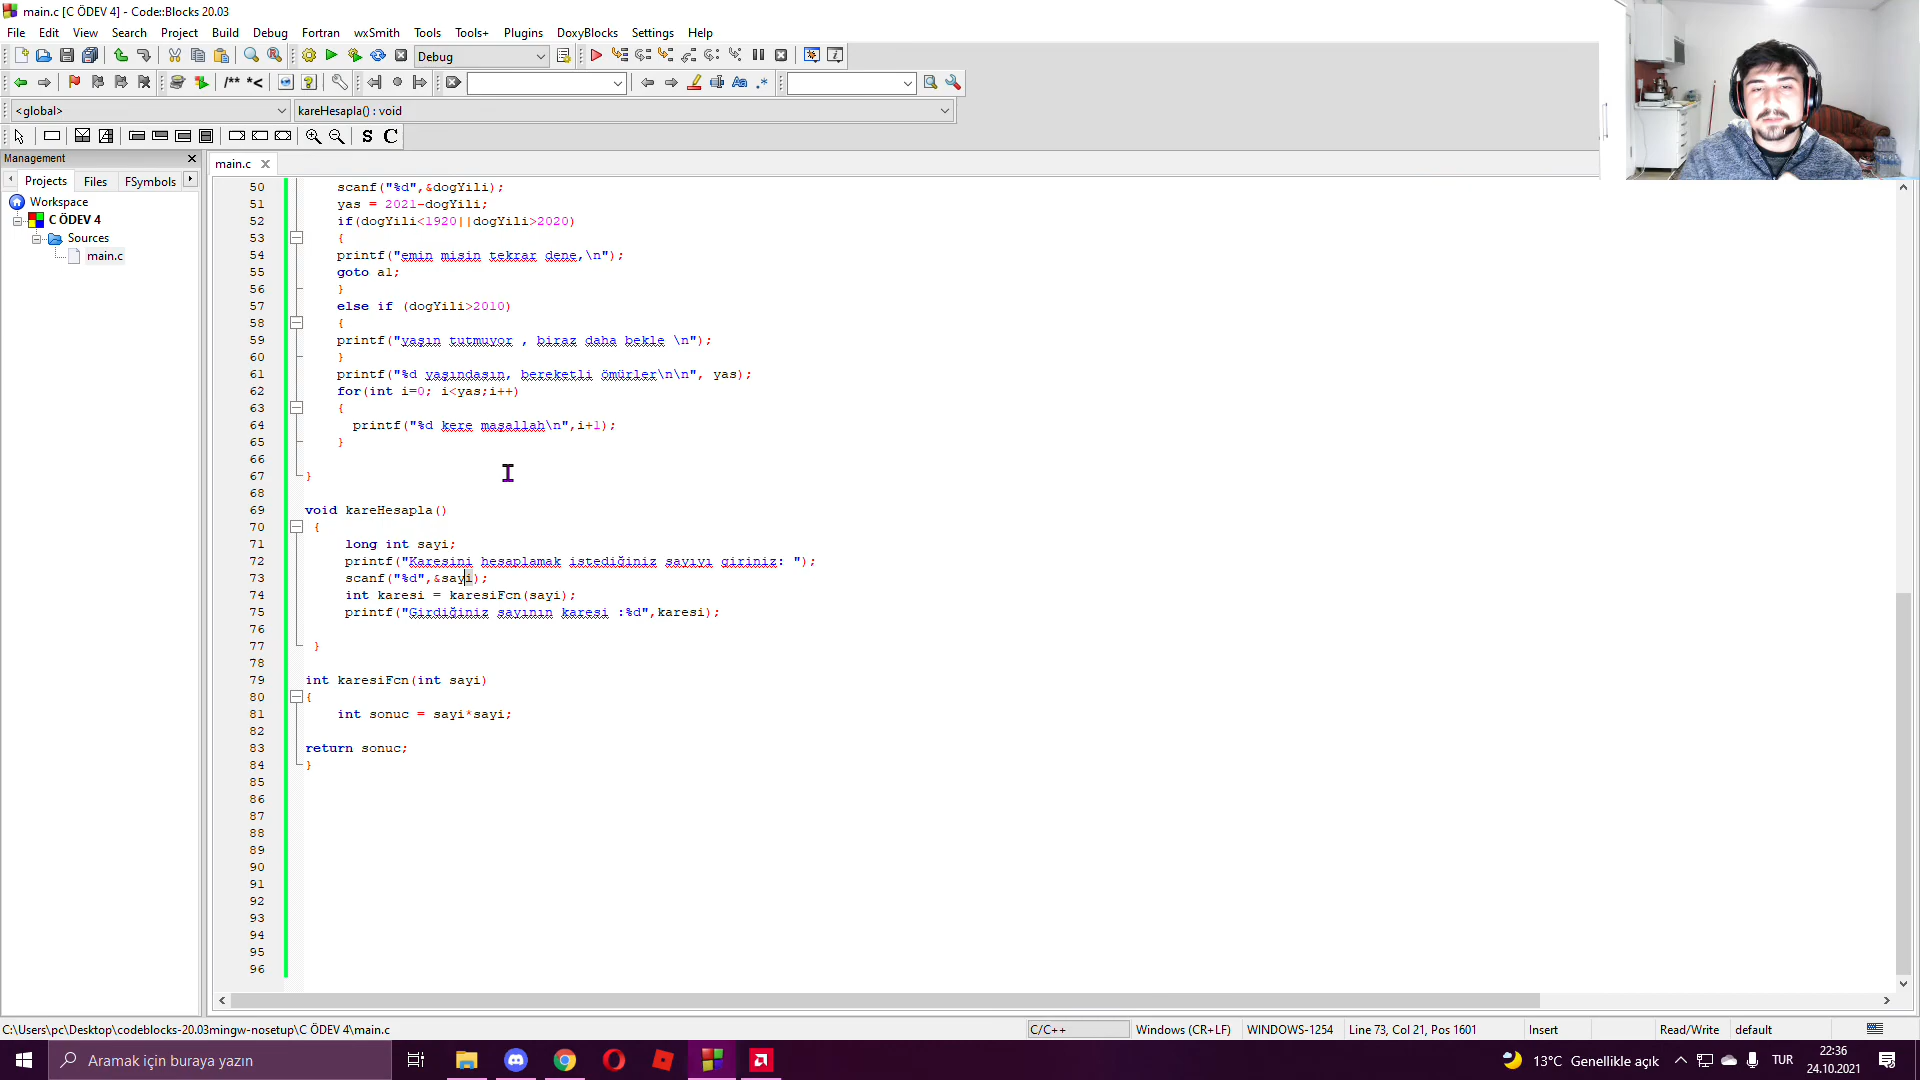 main.c [C ÖDEV 4] - Code::Blocks 20.03
File Edit View Search Project Build Debug Fortran wxSmith Tools Tools+ Plugins DoxyBlocks Settings Help
Debug
/** *<
Aa .*
<global> kareHesapla() : void
S C
Management
Projects Files FSymbols
Workspace
C ÖDEV 4
Sources
main.c
main.c
50 scanf("%d",&dogYili);
51 yas = 2021-dogYili;
52 if(dogYili<1920||dogYili>2020)
53 {
54 printf("emin misin tekrar dene,\n");
55 goto a1;
56 }
57 else if (dogYili>2010)
58 {
59 printf("yaşın tutmuyor , biraz daha bekle \n");
60 }
61 printf("%d yaşındasın, bereketli ömürler\n\n", yas);
62 for(int i=0; i<yas;i++)
63 {
64 printf("%d kere maşallah\n",i+1);
65 }
66
67 }
68
69 void kareHesapla()
70 {
71 long int sayi;
72 printf("Karesini hesaplamak istediğiniz sayıyı giriniz: ");
73 scanf("%d",&sayi);
74 int karesi = karesiFcn(sayi);
75 printf("Girdiğiniz sayının karesi :%d",karesi);
76
77 }
78
79 int karesiFcn(int sayi)
80 {
81 int sonuc = sayi*sayi;
82
83 return sonuc;
84 }
85
86
87
88
89
90
91
92
93
94
95
96
C:\Users\pc\Desktop\codeblocks-20.03mingw-nosetup\C ÖDEV 4\main.c C/C++ Windows (CR+LF) WINDOWS-1254 Line 73, Col 21, Pos 1601 Insert Read/Write default
Aramak için buraya yazın
13°C Genellikle açık
TUR
22:36
24.10.2021